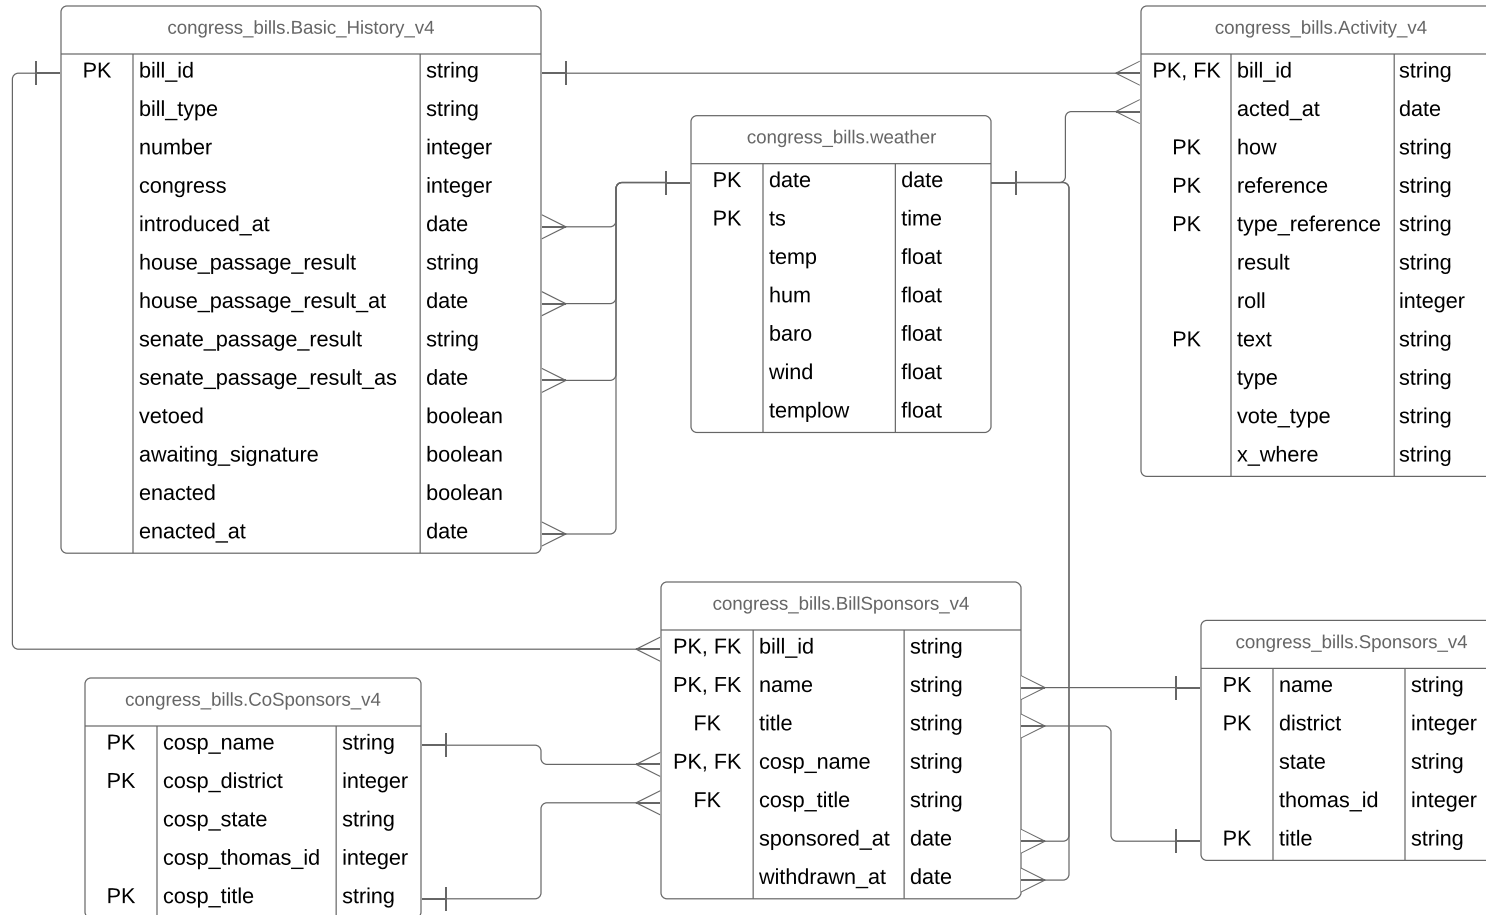 congress_bills.Basic_History_v4
PK bill_id string
bill_type string
number integer
congress integer
introduced_at date
house_passage_result string
house_passage_result_at date
senate_passage_result string
senate_passage_result_as date
vetoed boolean
awaiting_signature boolean
enacted boolean
enacted_at date
congress_bills.weather
PK date date
PK ts time
temp float
hum float
baro float
wind float
templow float
congress_bills.Activity_v4
PK, FK bill_id string
acted_at date
PK how string
PK reference string
PK type_reference string
result string
roll integer
PK text string
type string
vote_type string
x_where string
congress_bills.CoSponsors_v4
PK cosp_name string
PK cosp_district integer
cosp_state string
cosp_thomas_id integer
PK cosp_title string
congress_bills.BillSponsors_v4
PK, FK bill_id string
PK, FK name string
FK title string
PK, FK cosp_name string
FK cosp_title string
sponsored_at date
withdrawn_at date
congress_bills.Sponsors_v4
PK name string
PK district integer
state string
thomas_id integer
PK title string